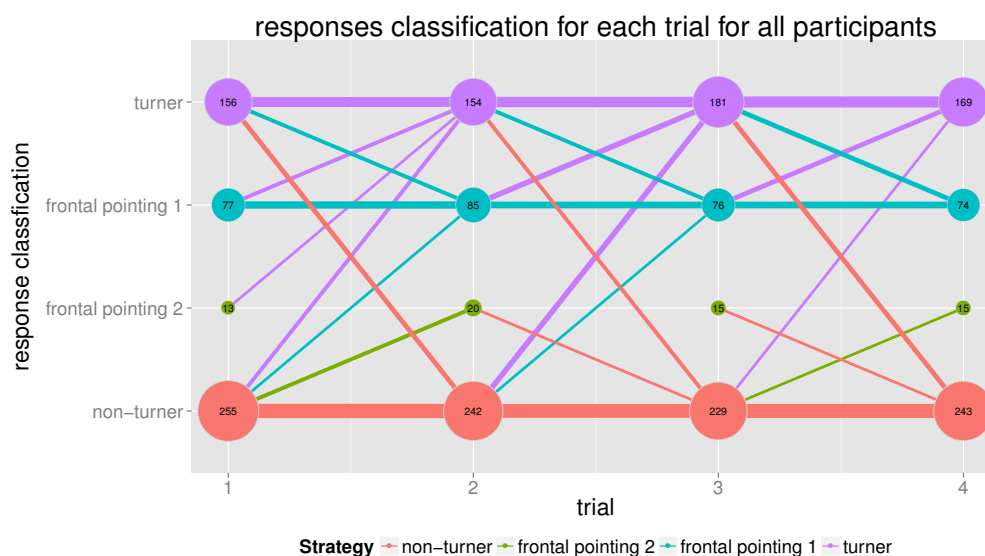 responses classification for each trial for all participants
response classfication
turner
156
154
181
169
frontal pointing 1
77
85
76
74
frontal pointing 2
13
20
15
15
non−turner
255
242
229
243
1
2
3
4
trial
Strategy non−turner frontal pointing 2 frontal pointing 1 turner